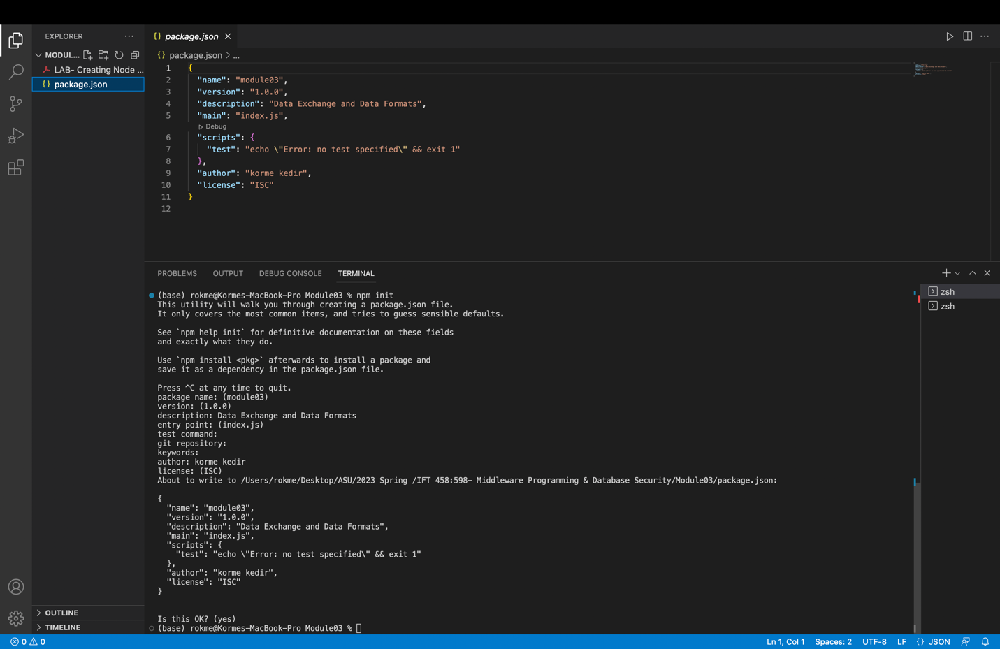 EXPLORER
MODUL...
LAB- Creating Node ...
package.json
OUTLINE
TIMELINE
package.json
package.json > ...
1 {
2 "name": "module03",
3 "version": "1.0.0",
4 "description": "Data Exchange and Data Formats",
5 "main": "index.js",
Debug
6 "scripts": {
7 "test": "echo \"Error: no test specified\" && exit 1"
8 },
9 "author": "korme kedir",
10 "license": "ISC"
11 }
12
PROBLEMS OUTPUT DEBUG CONSOLE TERMINAL
(base) rokme@Kormes-MacBook-Pro Module03 % npm init
This utility will walk you through creating a package.json file.
It only covers the most common items, and tries to guess sensible defaults.
See `npm help init` for definitive documentation on these fields
and exactly what they do.
Use `npm install <pkg>` afterwards to install a package and
save it as a dependency in the package.json file.
Press ^C at any time to quit.
package name: (module03)
version: (1.0.0)
description: Data Exchange and Data Formats
entry point: (index.js)
test command:
git repository:
keywords:
author: korme kedir
license: (ISC)
About to write to /Users/rokme/Desktop/ASU/2023 Spring /IFT 458:598- Middleware Programming & Database Security/Module03/package.json:
{
"name": "module03",
"version": "1.0.0",
"description": "Data Exchange and Data Formats",
"main": "index.js",
"scripts": {
"test": "echo \"Error: no test specified\" && exit 1"
},
"author": "korme kedir",
"license": "ISC"
}
Is this OK? (yes)
(base) rokme@Kormes-MacBook-Pro Module03 %
zsh
zsh
0 0
Ln 1, Col 1 Spaces: 2 UTF-8 LF {} JSON